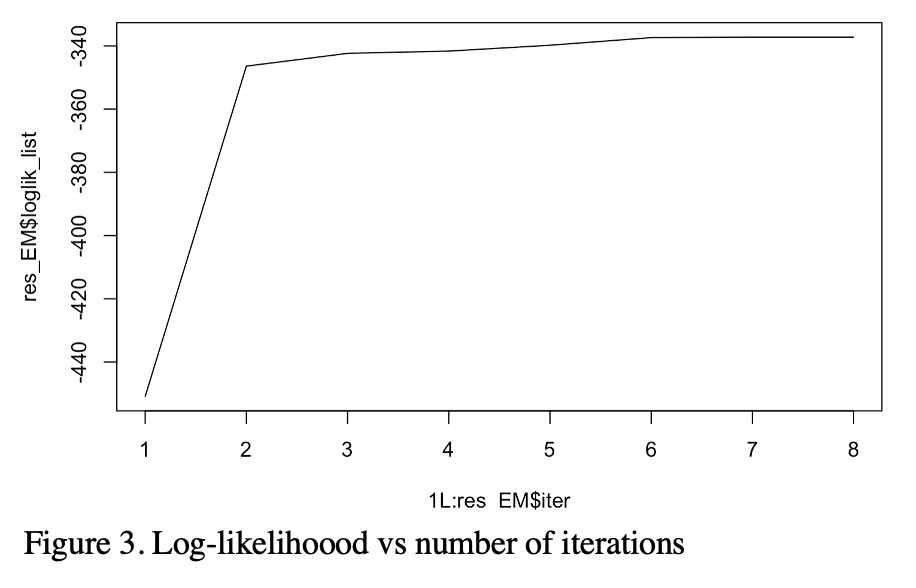 -340
-360
-380
-400
-420
-440
res_EM$loglik_list
1 2 3 4 5 6 7 8
1L:res EM$iter
Figure 3. Log-likelihoood vs number of iterations